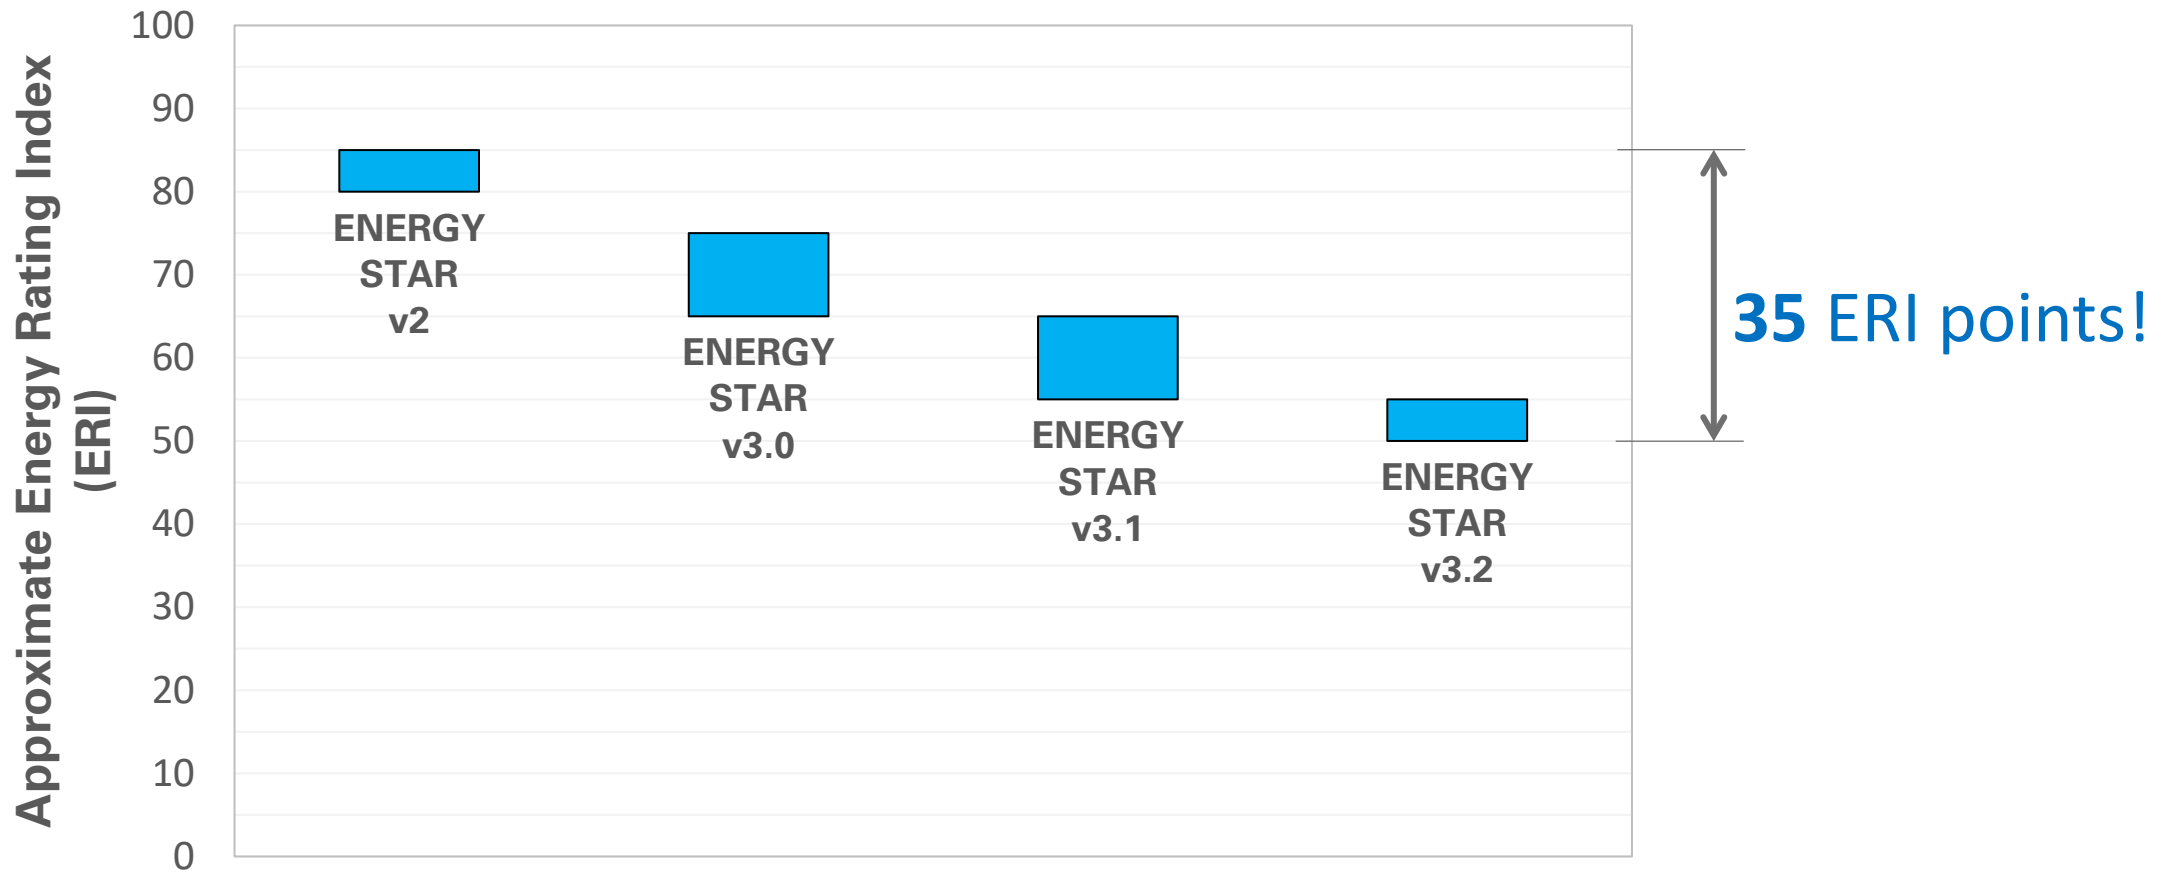 Approximate Energy Rating Index
(ERI)
100
90
80
70
60
50
40
30
20
10
0
ENERGY
STAR
v2
ENERGY
STAR
v3.0
ENERGY
STAR
v3.1
ENERGY
STAR
v3.2
35 ERI points!